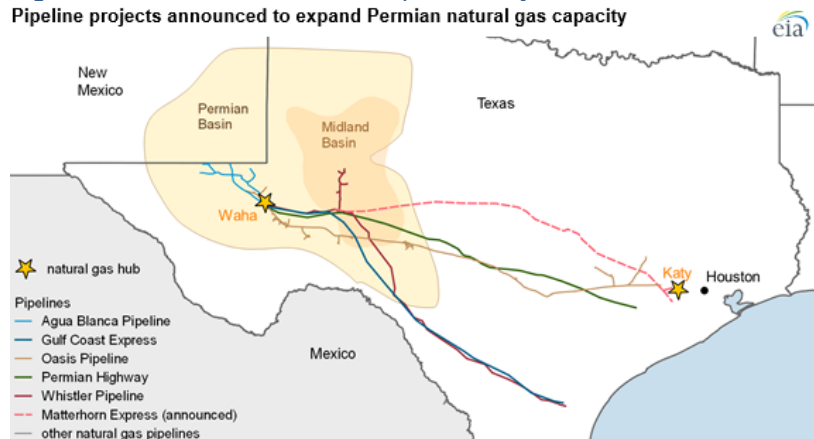 Pipeline projects announced to expand Permian natural gas capacity
eia
New
Mexico
Permian
Basin
Texas
Midland
Basin
Waha
Katy
Houston
natural gas hub
Pipelines
Agua Blanca Pipeline
Gulf Coast Express
Oasis Pipeline
Permian Highway
Whistler Pipeline
Matterhorn Express (announced)
other natural gas pipelines
Mexico